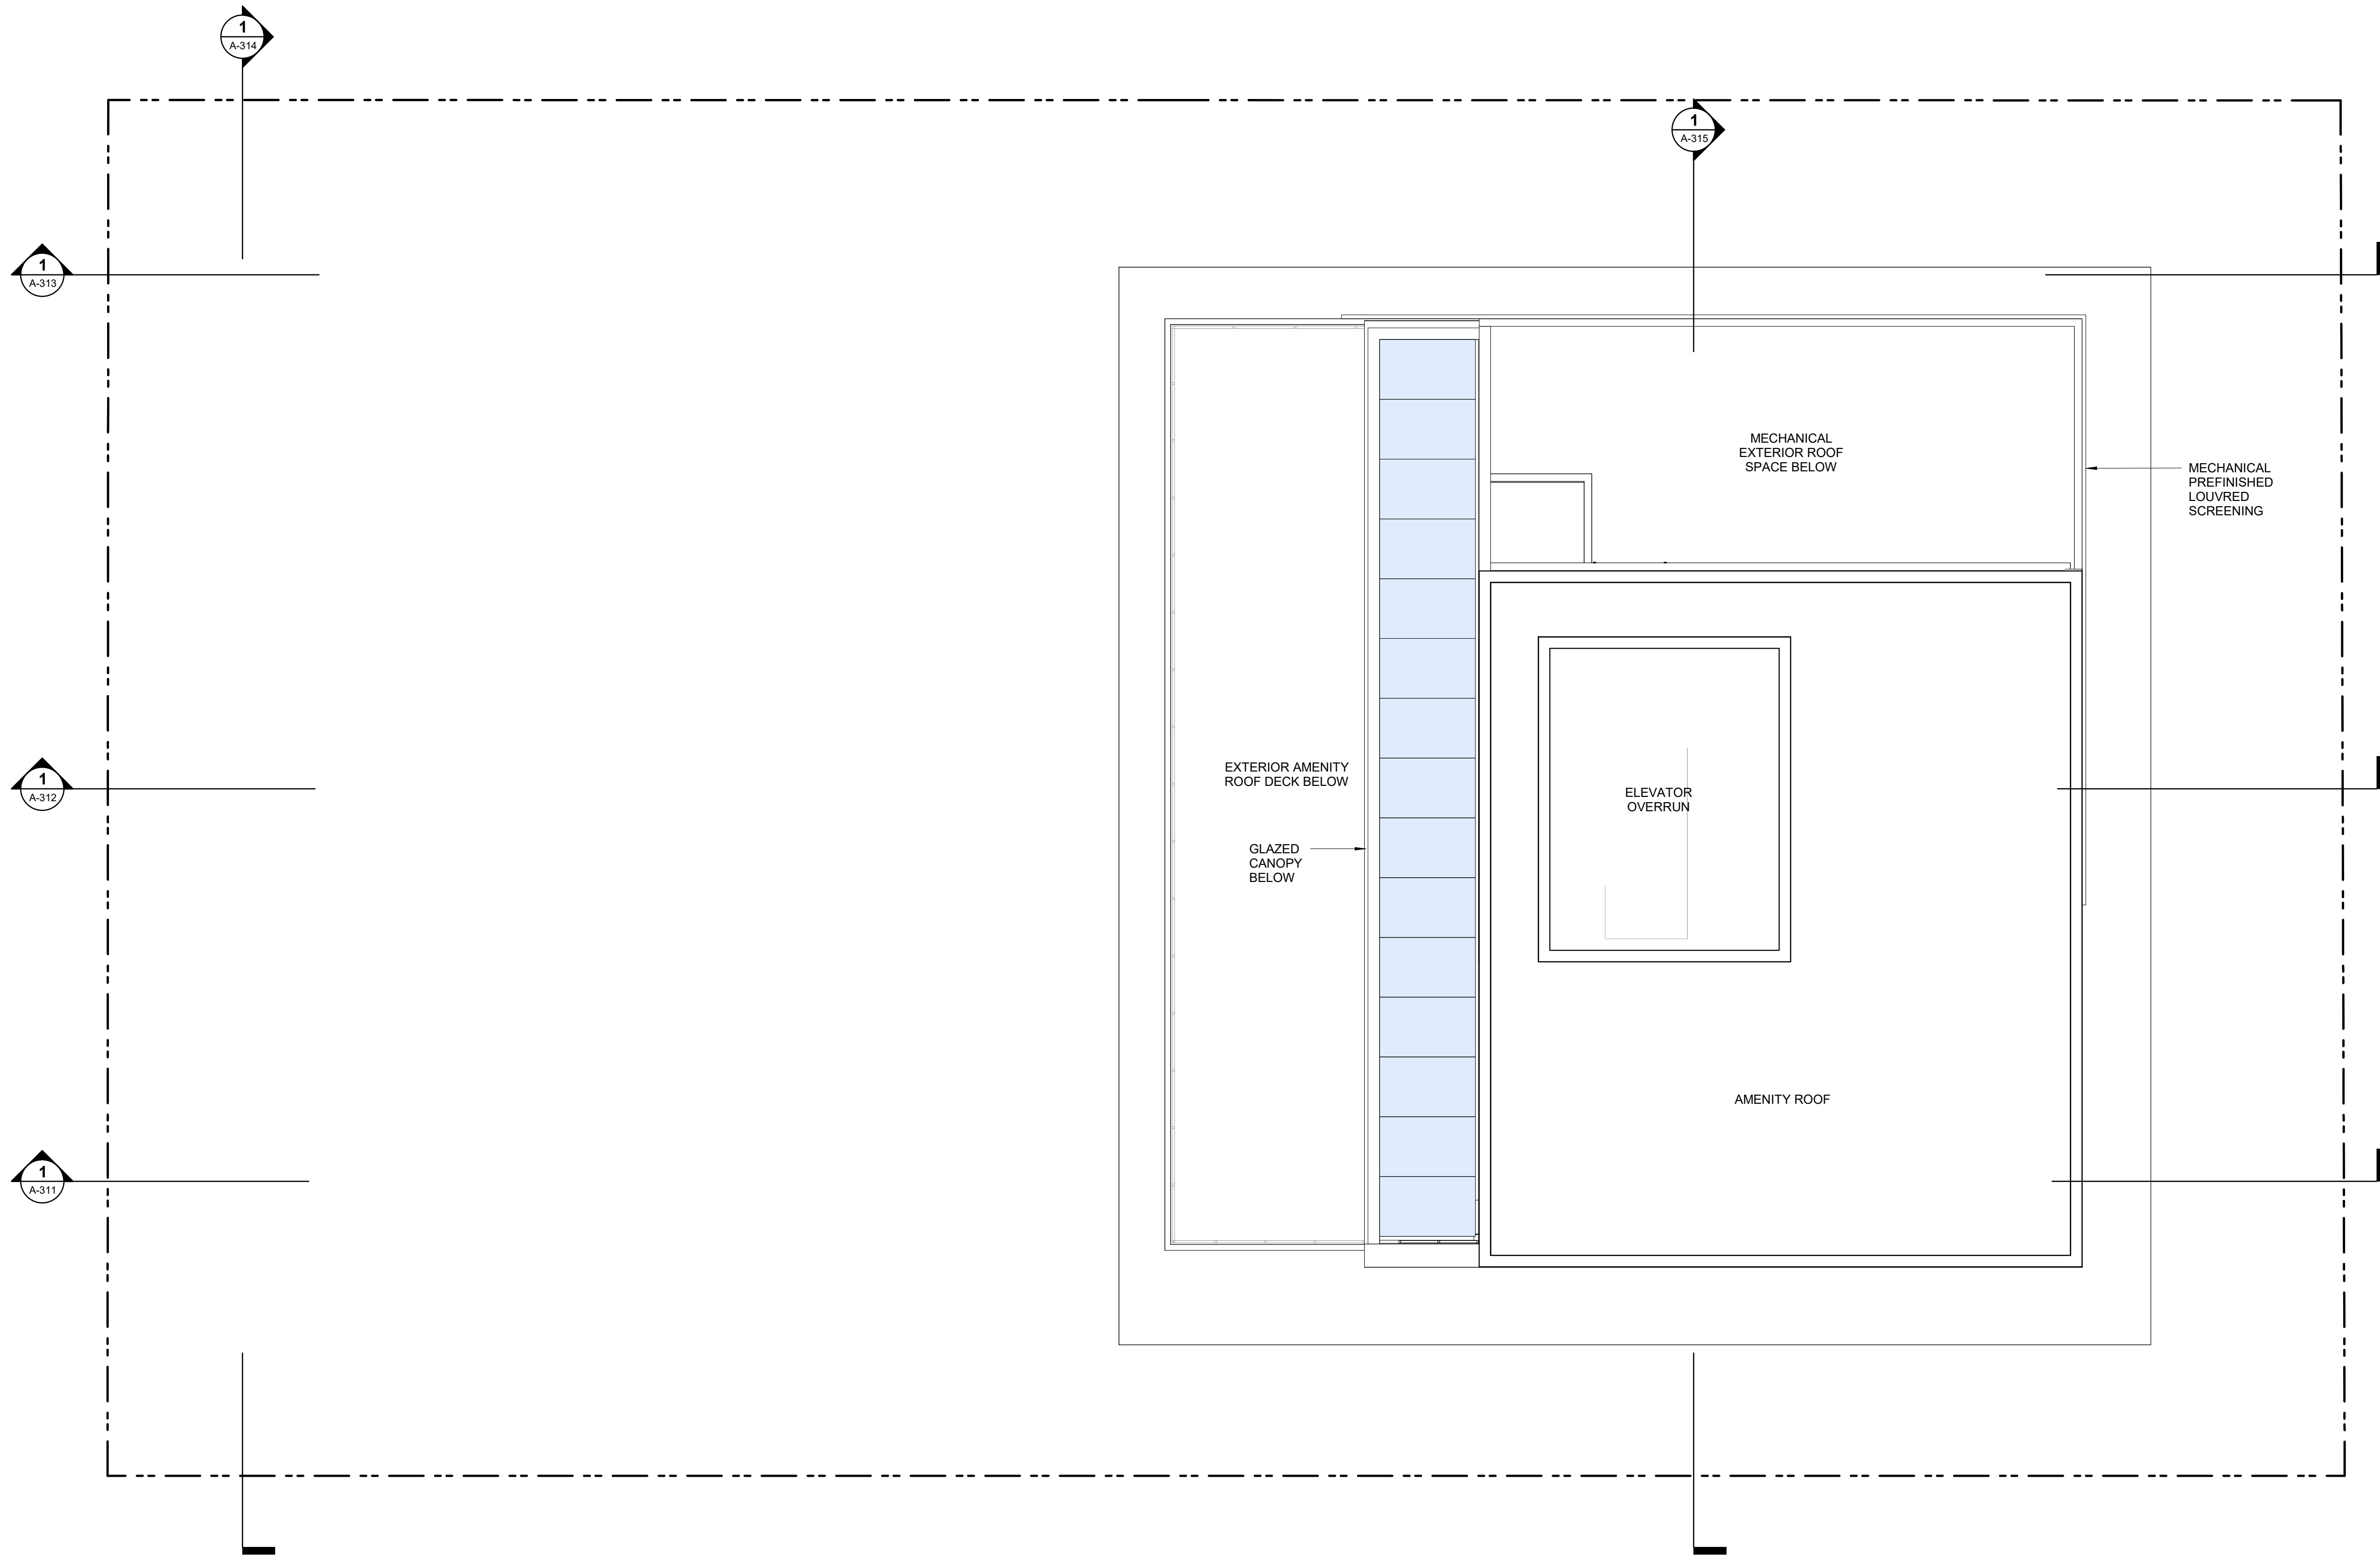 1
A-314
1
A-315
1
A-313
MECHANICAL
EXTERIOR ROOF
SPACE BELOW
MECHANICAL
PREFINISHED
LOUVRED
SCREENING
1
A-312
EXTERIOR AMENITY
ROOF DECK BELOW
ELEVATOR
OVERRUN
GLAZED
CANOPY
BELOW
AMENITY ROOF
1
A-311